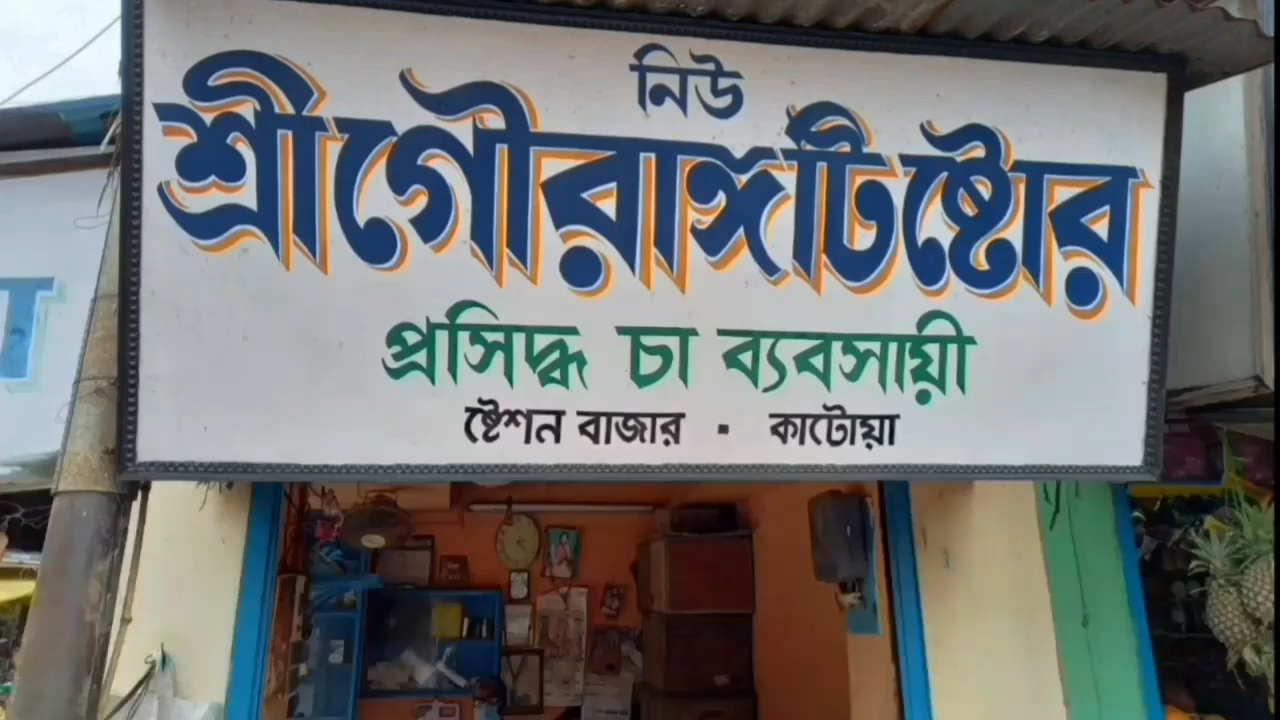 নিউ
শ্রীগৌরাঙ্গ টি ষ্টোর
প্রসিদ্ধ চা ব্যবসায়ী
ষ্টেশন বাজার ▪ কাটোয়া